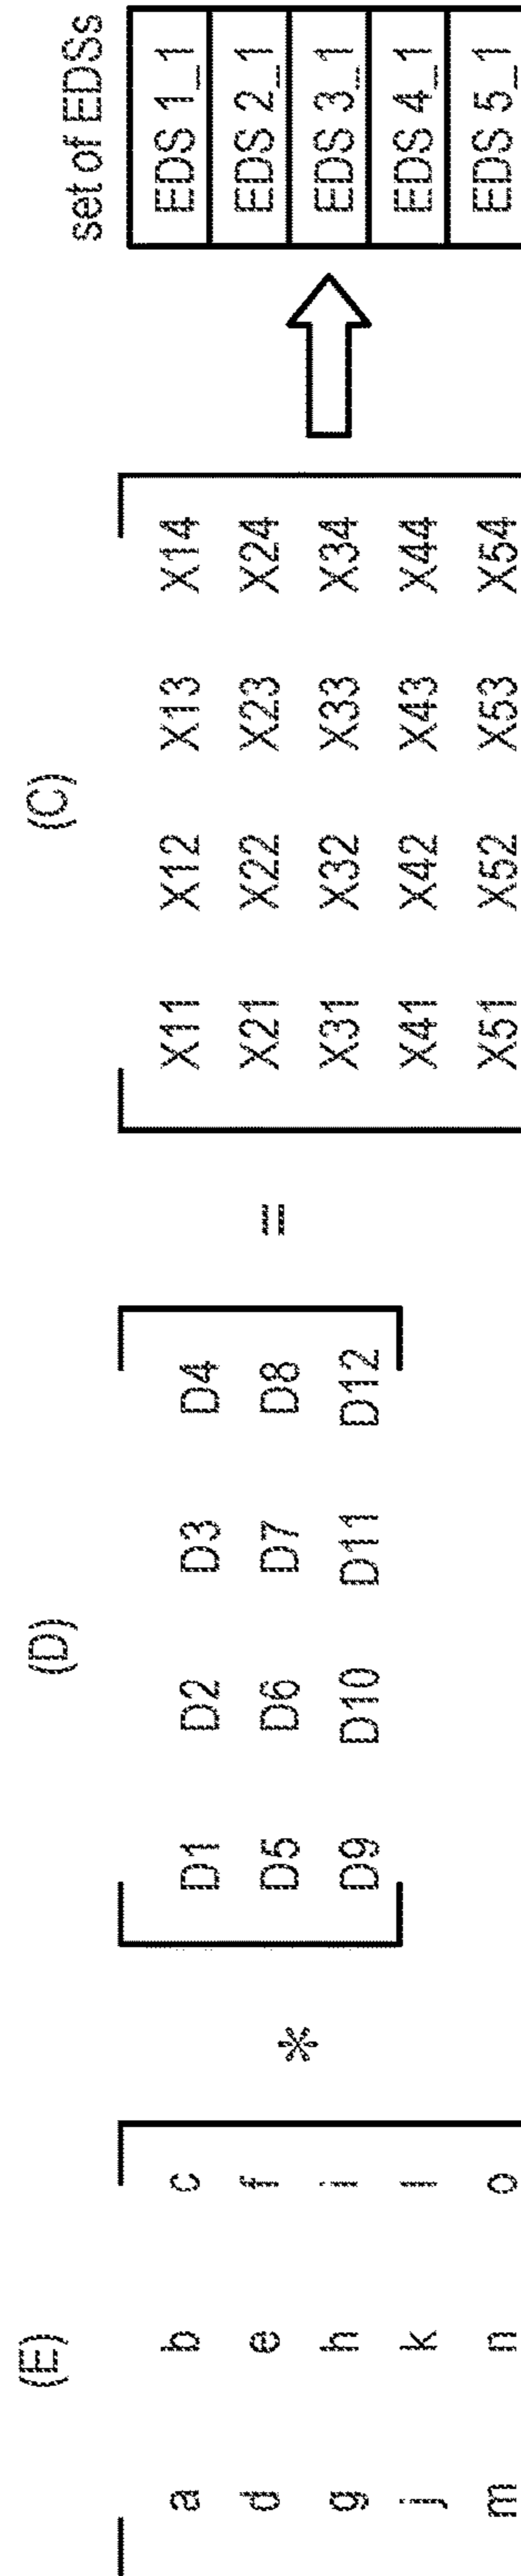 (E) (D) (C) set of EDSs
a b c D1 D2 D3 D4 X11 X12 X13 X14 EDS 1_1
d e f * D5 D6 D7 D8 = X21 X22 X23 X24 EDS 2_1
g h i D9 D10 D11 D12 X31 X32 X33 X34 EDS 3_1
j k l X41 X42 X43 X44 EDS 4_1
m n o X51 X52 X53 X54 EDS 5_1